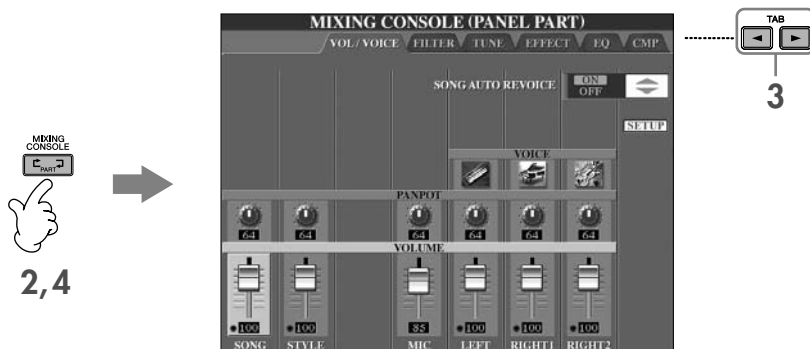 MIXING CONSOLE (PANEL PART)
TAB
VOL / VOICE FILTER TUNE EFFECT EQ CMP
3
SONG AUTO REVOICE ON
OFF
SETUP
MIXING
CONSOLE
PART
VOICE
PANPOT
64 64 64 64 64 64
VOLUME
2,4
100 100 85 100 100 100
SONG STYLE MIC LEFT RIGHT1 RIGHT2